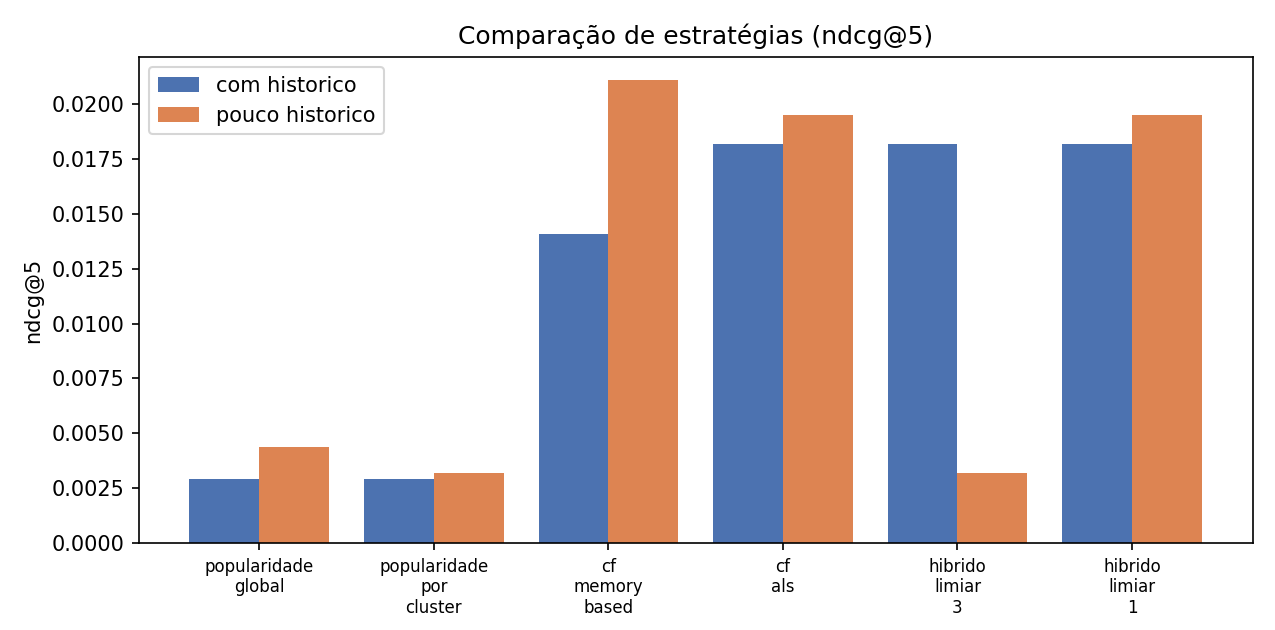 Comparação de estratégias (ndcg@5)
com historico
pouco historico
ndcg@5
0.0200
0.0175
0.0150
0.0125
0.0100
0.0075
0.0050
0.0025
0.0000
popularidade
global
popularidade
por
cluster
cf
memory
based
cf
als
hibrido
limiar
3
hibrido
limiar
1